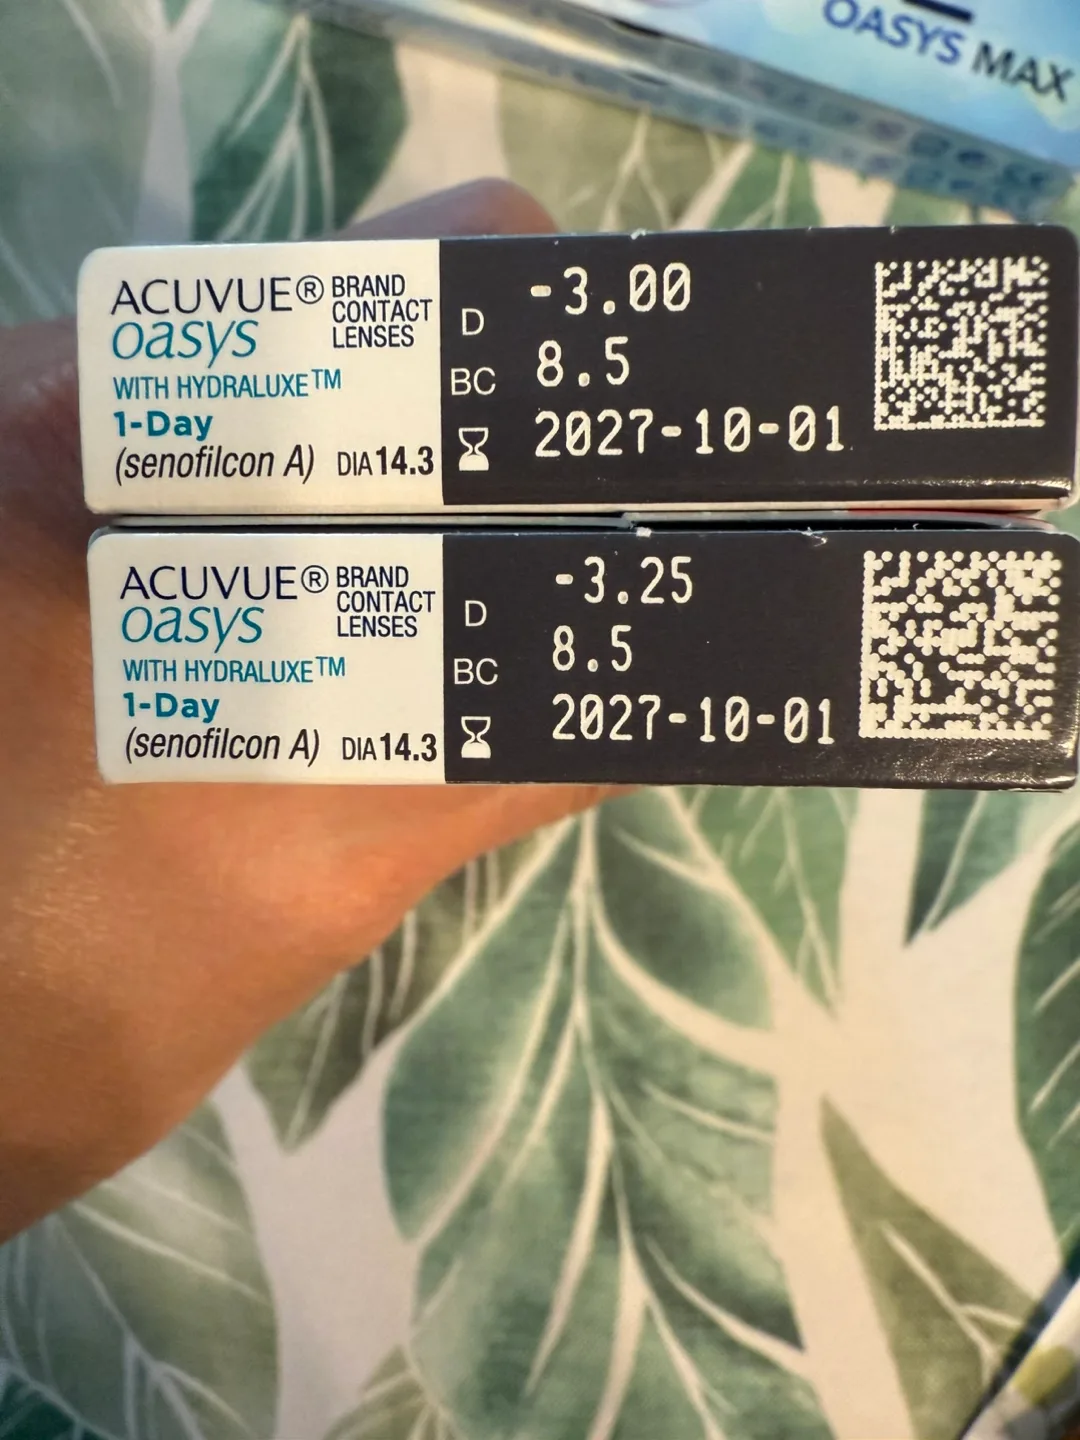 OASYS MAX
ACUVUE® BRAND
CONTACT
oasys LENSES
WITH HYDRALUXE™
1-Day
(senofilcon A) DIA 14.3
D -3.00
BC 8.5
2027-10-01
ACUVUE® BRAND
CONTACT
oasys LENSES
WITH HYDRALUXE™
1-Day
(senofilcon A) DIA 14.3
D -3.25
BC 8.5
2027-10-01